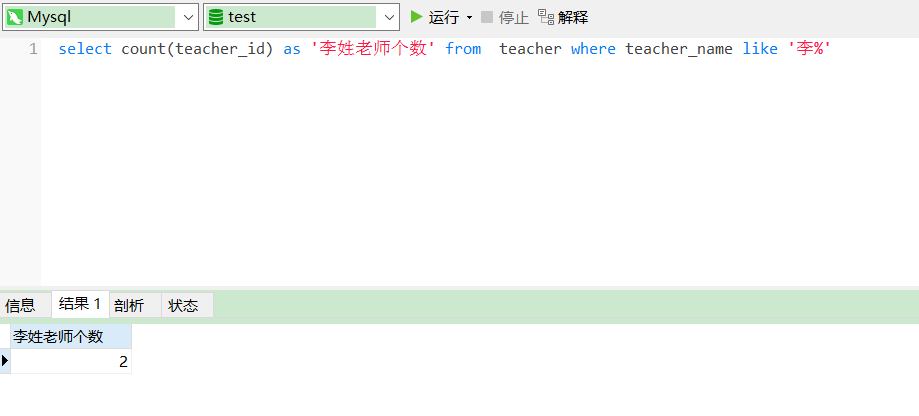 Mysql test 运行 停止 解释
1 select count(teacher_id) as '李姓老师个数' from  teacher where teacher_name like '李%'
信息 结果 1 剖析 状态
李姓老师个数
2